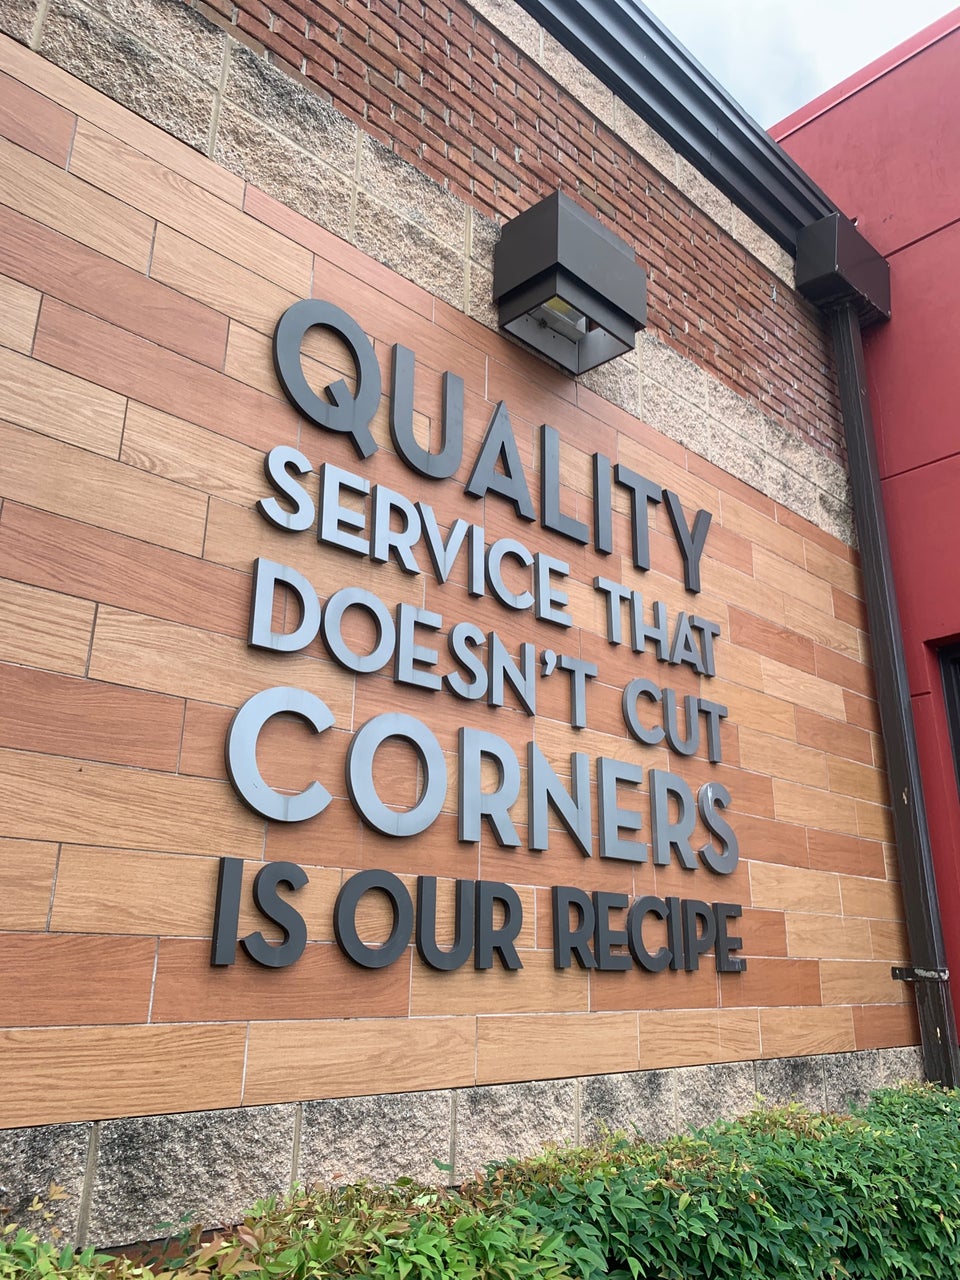 QUALITY
SERVICE THAT
DOESN'T CUT
CORNERS
IS OUR RECIPE.